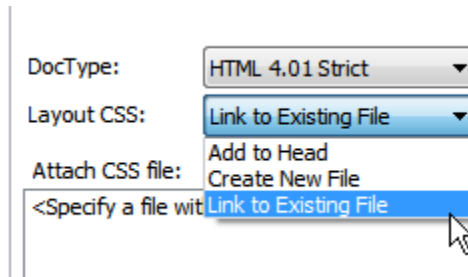 DocType:
HTML 4.01 Strict
Layout CSS:
Link to Existing File
Add to Head
Create New File
Link to Existing File
Attach CSS file:
<Specify a file wit